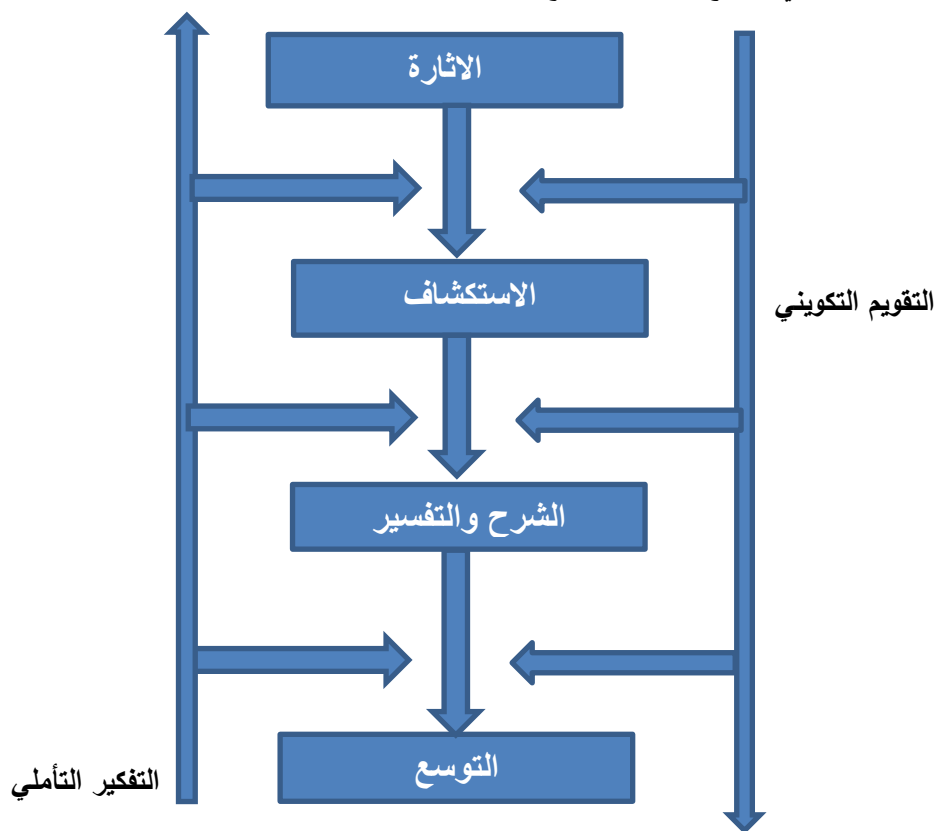 الاثارة
الاستكشاف
التقويم التكويني
الشرح والتفسير
التوسع
التفكير التأملي